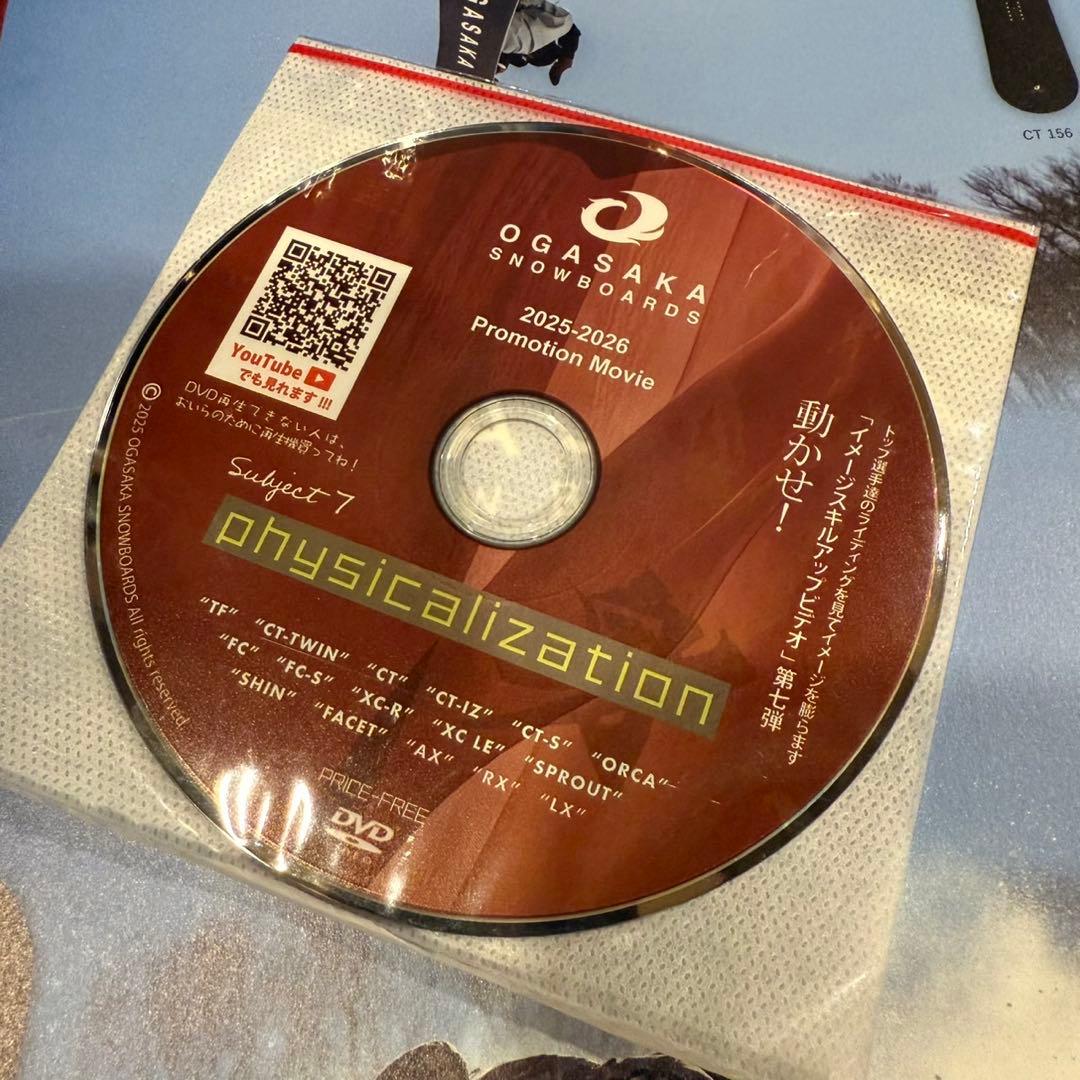 OGASAKA
CT 156
OGASAKA
SNOWBOARDS
2025-2026
Promotion Movie
YouTube
でも見れます!!!
DVD再生できない人は、
おいらのために再生機買ってね!
Subject 7
physicalization
トップ選手達のライディングを見てイメージを膨らます
「イメージスキルアップビデオ」第七弾
動かせ!
"TF" "CT-TWIN" "CT" "CT-IZ" "CT-S" "ORCA"
"FC" "FC-S" "XC-R" "XC LE" "SPROUT"
"SHIN" "FACET" "AX" "RX" "LX"
PRICE-FREE
DVD
© 2025 OGASAKA SNOWBOARDS All rights reserved.